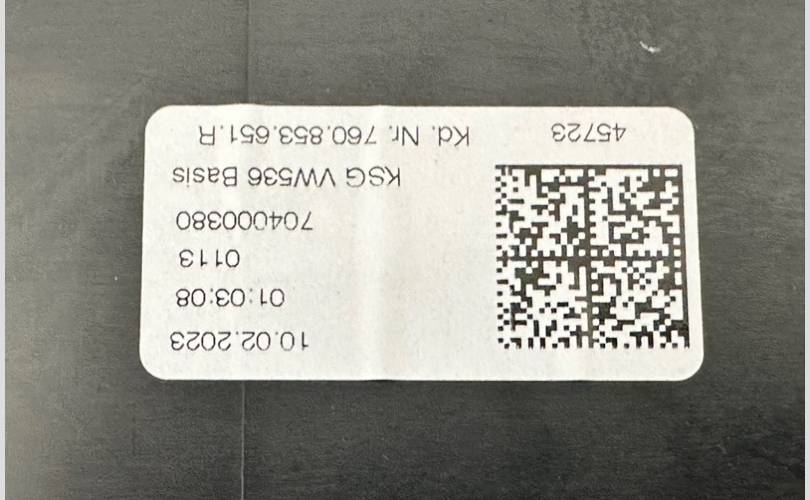 10.02.2023
01:03:08
0113
704000380
KSG VW536 Basis
Kd. Nr. 760.853.651.R
45723